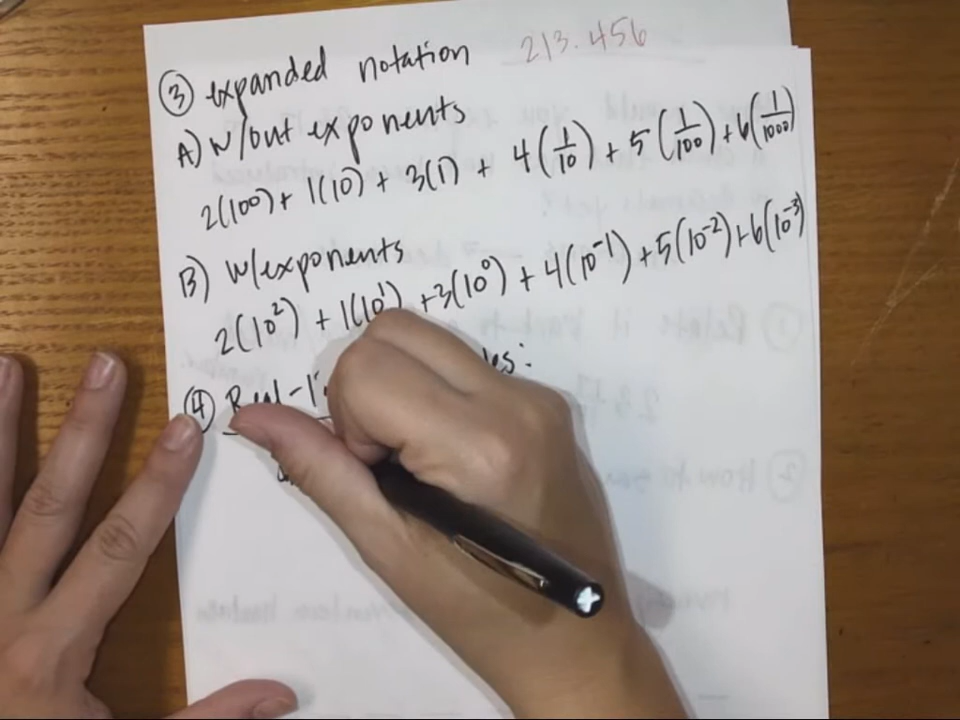 ③ expanded notation 213.456
A) w/out exponents
2(100) + 1(10) + 3(1) + 4(1/10) + 5(1/100) + 6(1/1000)
B) w/exponents
2(10²) + 1(10¹) + 3(10⁰) + 4(10⁻¹) + 5(10⁻²) + 6(10⁻³)
④ Real-